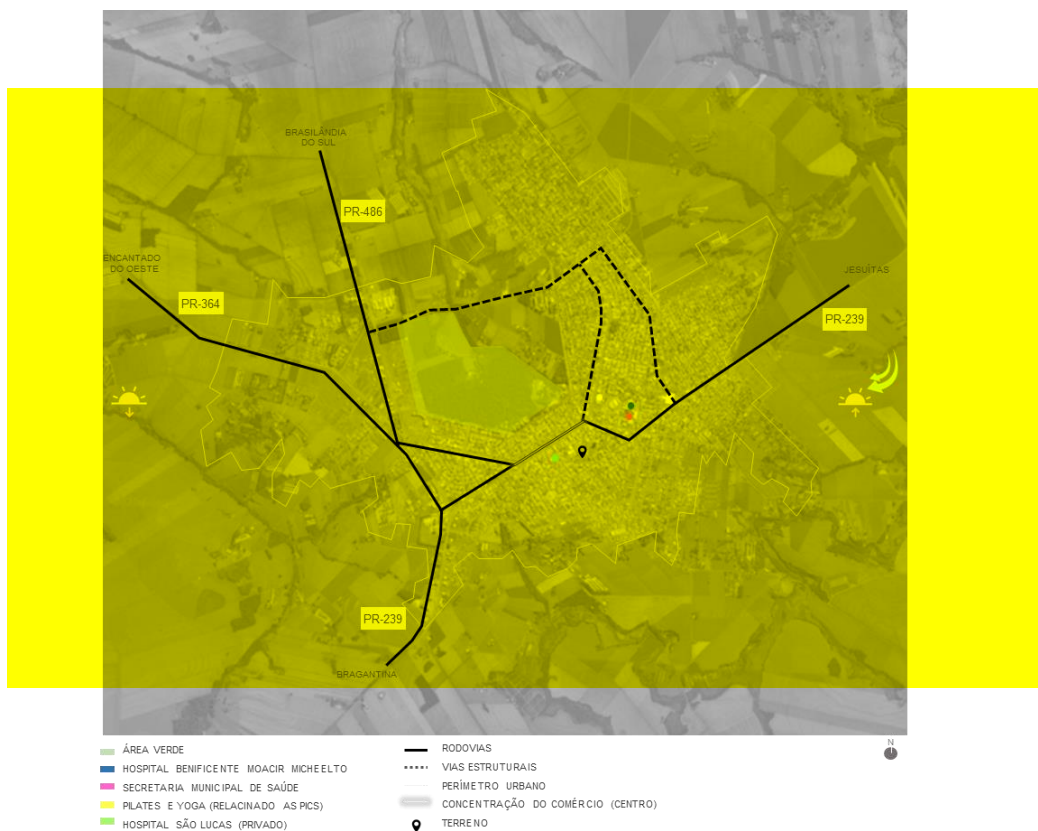 BRASILÂNDIA
DO SUL
PR-486
ENCANTADO
DO OESTE
JESUÍTAS
PR-364
PR-239
PR-239
BRAGANTINA
N
ÁREA VERDE
HOSPITAL BENIFICENTE MOACIR MICHEELTO
SECRETARIA MUNICIPAL DE SAÚDE
PILATES E YOGA (RELACINADO AS PICS)
HOSPITAL SÃO LUCAS (PRIVADO)
RODOVIAS
VIAS ESTRUTURAIS
PERÍMETRO URBANO
CONCENTRAÇÃO DO COMÉRCIO (CENTRO)
TERRENO